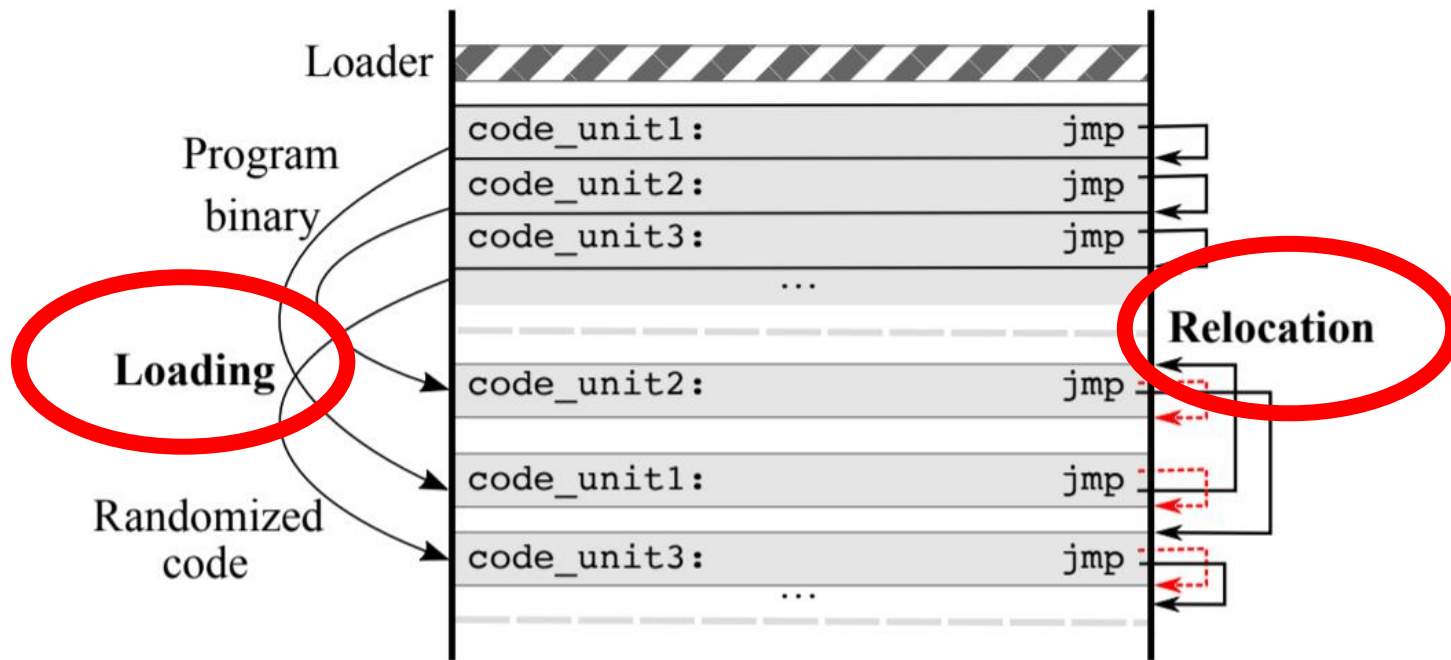 Loader
code_unit1: jmp
Program
binary
code_unit2: jmp
code_unit3: jmp
...
Relocation
Loading
code_unit2: jmp
code_unit1: jmp
Randomized
code
code_unit3: jmp
...